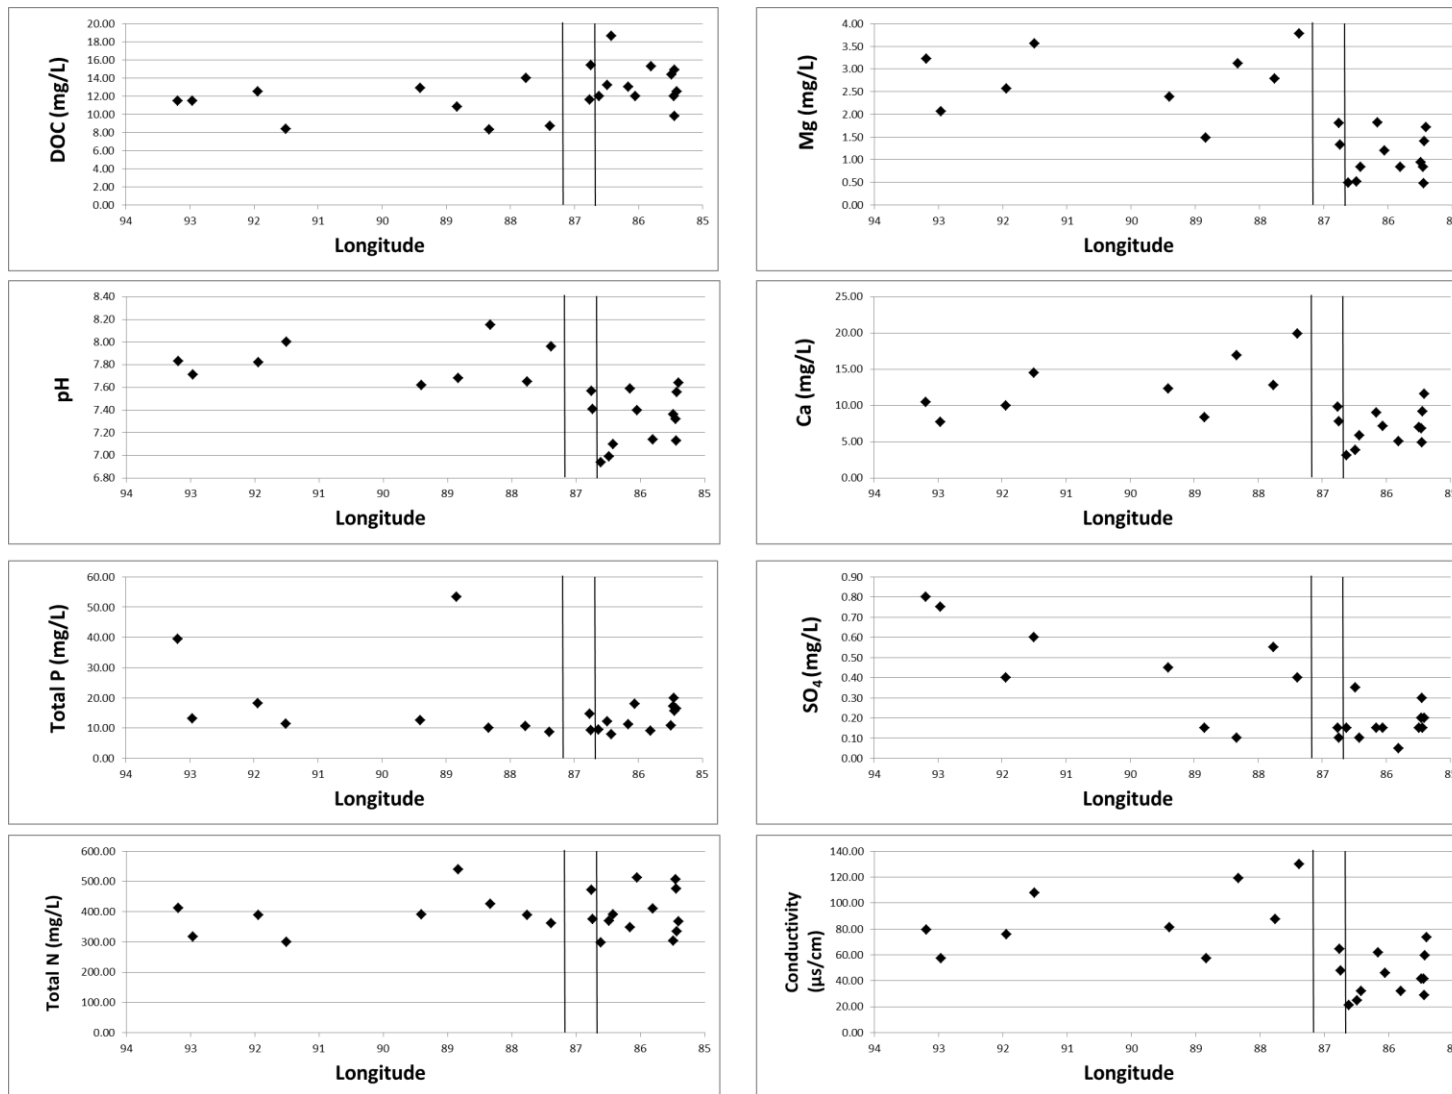 DOC (mg/L)
20.00
18.00
16.00
14.00
12.00
10.00
8.00
6.00
4.00
2.00
0.00
94 93 92 91 90 89 88 87 86 85
Longitude
Mg (mg/L)
4.00
3.50
3.00
2.50
2.00
1.50
1.00
0.50
0.00
94 93 92 91 90 89 88 87 86
Longitude
pH
8.40
8.20
8.00
7.80
7.60
7.40
7.20
7.00
6.80
94 93 92 91 90 89 88 87 86 85
Longitude
Ca (mg/L)
25.00
20.00
15.00
10.00
5.00
0.00
94 93 92 91 90 89 88 87 86 85
Longitude
Total P (mg/L)
60.00
50.00
40.00
30.00
20.00
10.00
0.00
94 93 92 91 90 89 88 87 86 85
Longitude
SO₄ (mg/L)
0.90
0.80
0.70
0.60
0.50
0.40
0.30
0.20
0.10
0.00
94 93 92 91 90 89 88 87 86 85
Longitude
Total N (mg/L)
600.00
500.00
400.00
300.00
200.00
100.00
0.00
94 93 92 91 90 89 88 87 86 85
Longitude
Conductivity
(µs/cm)
140.00
120.00
100.00
80.00
60.00
40.00
20.00
0.00
94 93 92 91 90 89 88 87 86
Longitude